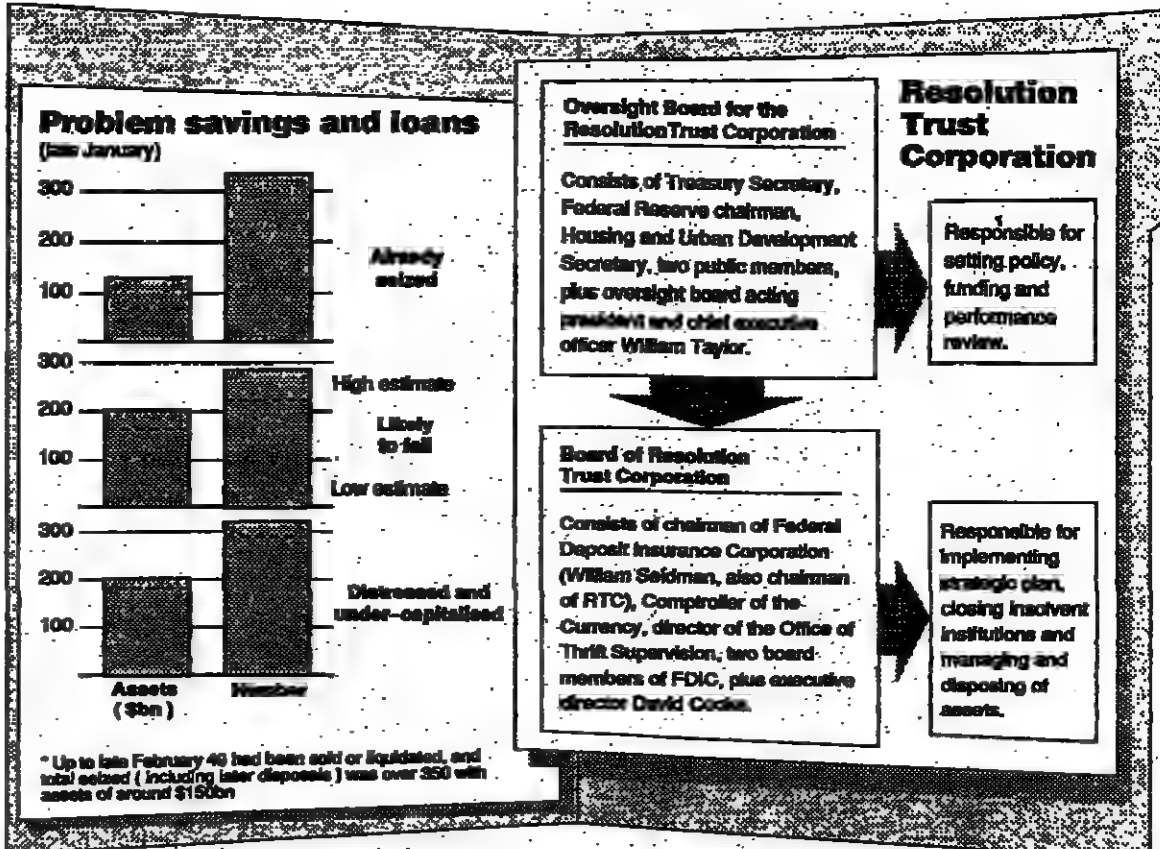 Problem savings and loans
(late January)
300
200
100
Already
seized
300
200
100
High estimate
Likely
to fail
Low estimate
300
200
100
Distressed and
under-capitalised
Assets
($bn)
Number
* Up to late February 40 had been sold or liquidated, and
total seized (including later disposals) was over 350 with
assets of around $150bn
Resolution
Trust
Corporation
Oversight Board for the
Resolution Trust Corporation
Consists of Treasury Secretary,
Federal Reserve chairman,
Housing and Urban Development
Secretary, two public members,
plus oversight board acting
president and chief executive
officer William Taylor.
Responsible for
setting policy,
funding and
performance
review.
Board of Resolution
Trust Corporation
Consists of chairman of Federal
Deposit Insurance Corporation
(William Seidman, also chairman
of RTC), Comptroller of the
Currency, director of the Office of
Thrift Supervision, two board
members of FDIC, plus executive
director David Cooke.
Responsible for
implementing
strategic plan,
closing insolvent
institutions and
managing and
disposing of
assets.